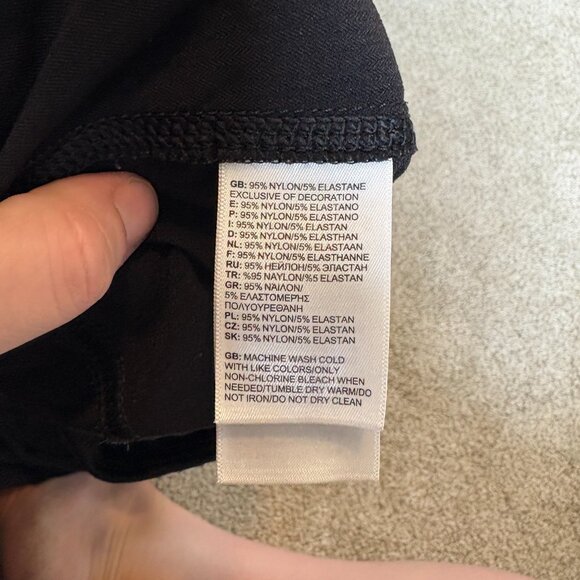 GB: 95% NYLON/5% ELASTANE
EXCLUSIVE OF DECORATION
E: 95% NYLON/5% ELASTANO
P: 95% NYLON/5% ELASTANO
I: 95% NYLON/5% ELASTAN
D: 95% NYLON/5% ELASTHAN
NL: 95% NYLON/5% ELASTAAN
F: 95% NYLON/5% ELASTHANNE
RU: 95% НЕЙЛОН/5% ЭЛАСТАН
TR: %95 NAYLON/%5 ELASTAN
GR: 95% ΝΑΪΛΟΝ/
5% ΕΛΑΣΤΟΜΕΡΗΣ
ΠΟΛΥΟΥΡΕΘΑΝΗ
PL: 95% NYLON/5% ELASTAN
CZ: 95% NYLON/5% ELASTAN
SK: 95% NYLON/5% ELASTAN
GB: MACHINE WASH COLD
WITH LIKE COLORS/ONLY
NON-CHLORINE BLEACH WHEN
NEEDED/TUMBLE DRY WARM/DO
NOT IRON/DO NOT DRY CLEAN